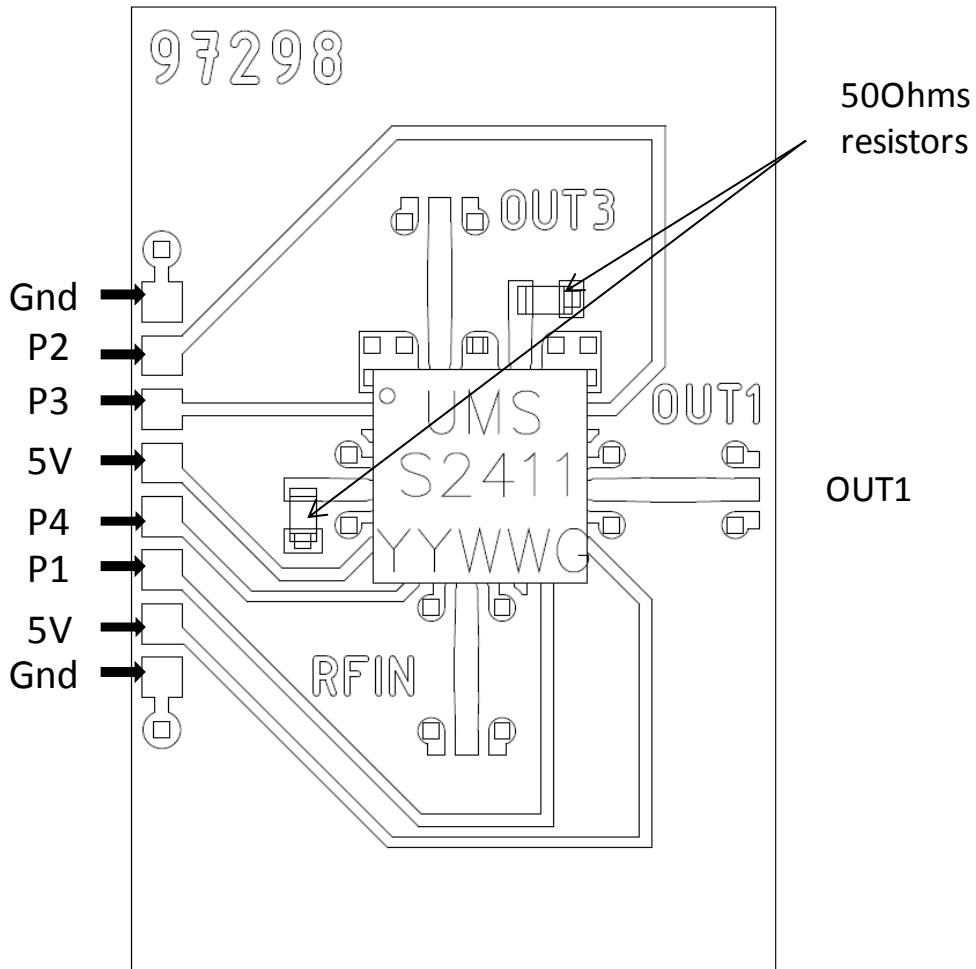 97298
50Ohms
resistors
OUT3
Gnd
P2
P3
5V
P4
P1
5V
Gnd
OUT1
OUT1
UMS
S2411
YYWWG
RFIN